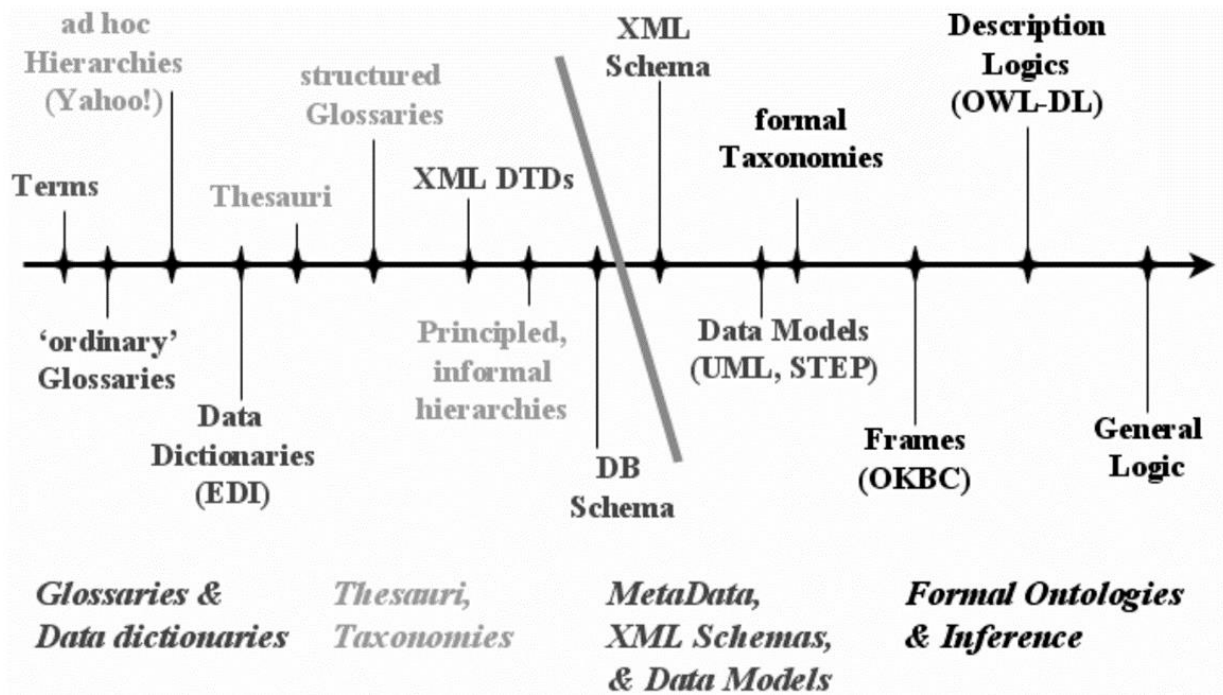 ad hoc
Hierarchies
(Yahoo!)
structured
Glossaries
XML
Schema
Description
Logics
(OWL-DL)
formal
Taxonomies
Terms
Thesauri
XML DTDs
'ordinary'
Glossaries
Data
Dictionaries
(EDI)
Principled,
informal
hierarchies
DB
Schema
Data Models
(UML, STEP)
Frames
(OKBC)
General
Logic
Glossaries &
Data dictionaries
Thesauri,
Taxonomies
MetaData,
XML Schemas,
& Data Models
Formal Ontologies
& Inference